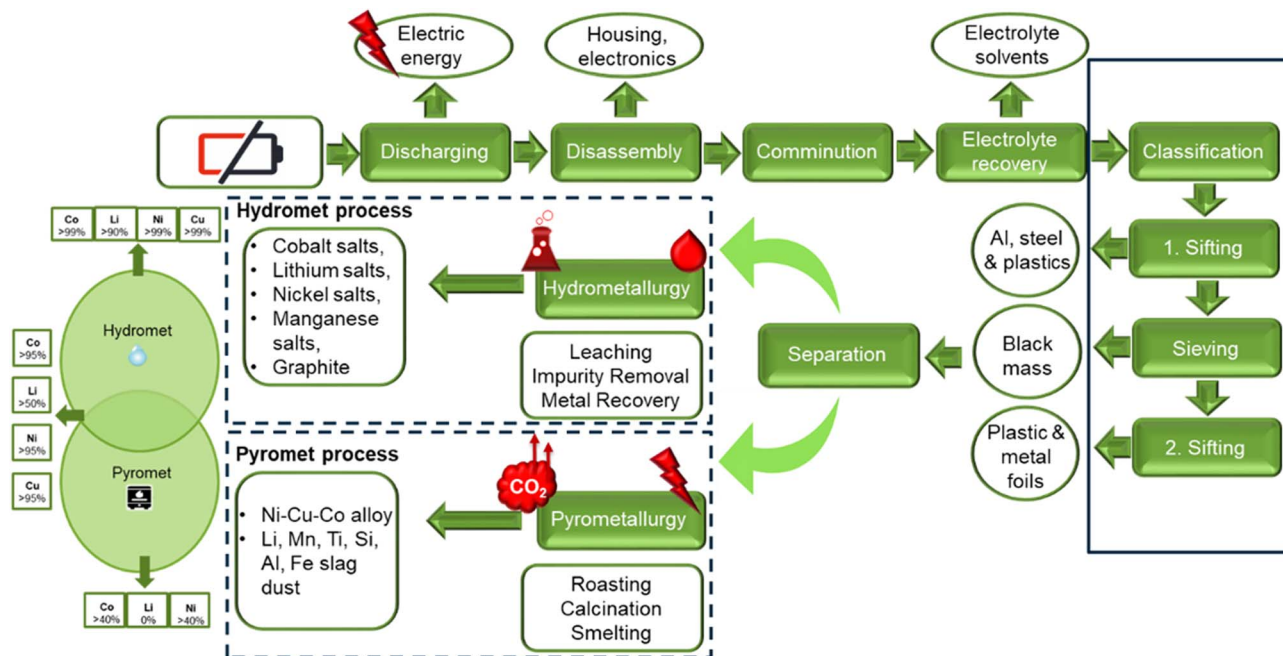 Electric
energy
Housing,
electronics
Electrolyte
solvents
Discharging
Disassembly
Comminution
Electrolyte
recovery
Classification
1. Sifting
Sieving
2. Sifting
Al, steel
& plastics
Black
mass
Plastic &
metal
foils
Separation
Hydromet process
• Cobalt salts,
• Lithium salts,
• Nickel salts,
• Manganese
salts,
• Graphite
Hydrometallurgy
Leaching
Impurity Removal
Metal Recovery
Pyromet process
• Ni-Cu-Co alloy
• Li, Mn, Ti, Si,
Al, Fe slag
dust
CO2
Pyrometallurgy
Roasting
Calcination
Smelting
Co Li Ni Cu
>99% >90% >99% >99%
Hydromet
Co
>95%
Li
>50%
Ni
>95%
Cu
>95%
Pyromet
Co Li Ni
>40% 0% >40%